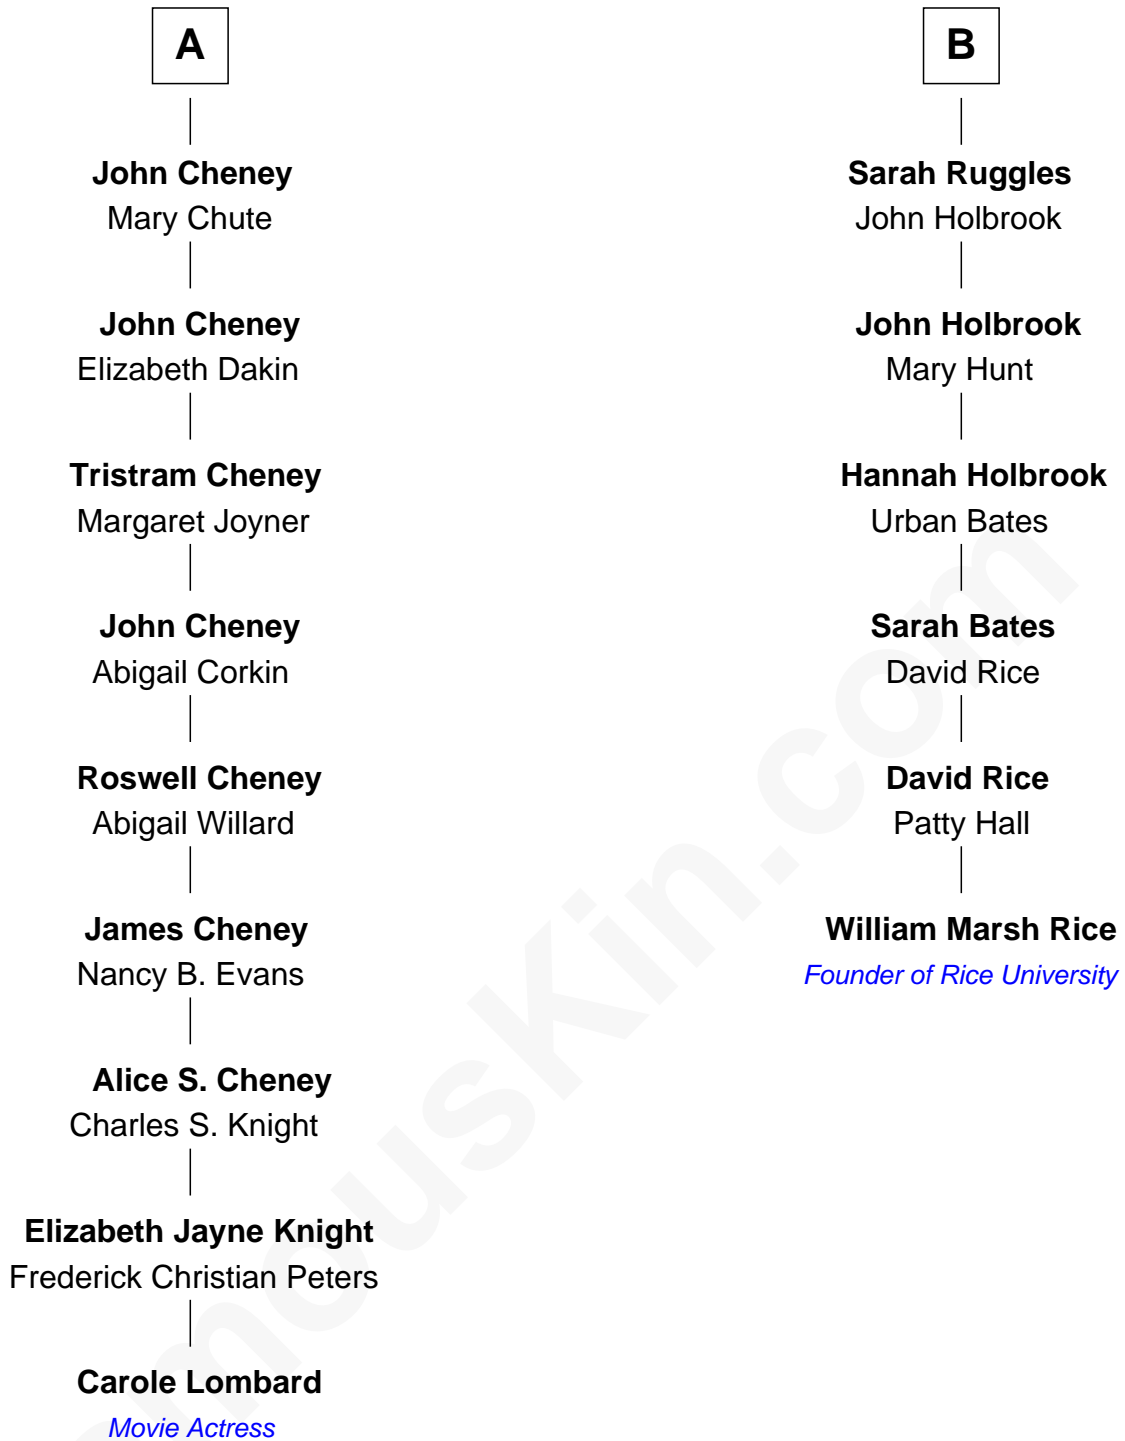 A
John Cheney
Mary Chute
John Cheney
Elizabeth Dakin
Tristram Cheney
Margaret Joyner
John Cheney
Abigail Corkin
Roswell Cheney
Abigail Willard
James Cheney
Nancy B. Evans
Alice S. Cheney
Charles S. Knight
Elizabeth Jayne Knight
Frederick Christian Peters
Carole Lombard
Movie Actress
B
Sarah Ruggles
John Holbrook
John Holbrook
Mary Hunt
Hannah Holbrook
Urban Bates
Sarah Bates
David Rice
David Rice
Patty Hall
William Marsh Rice
Founder of Rice University
mouskin.com